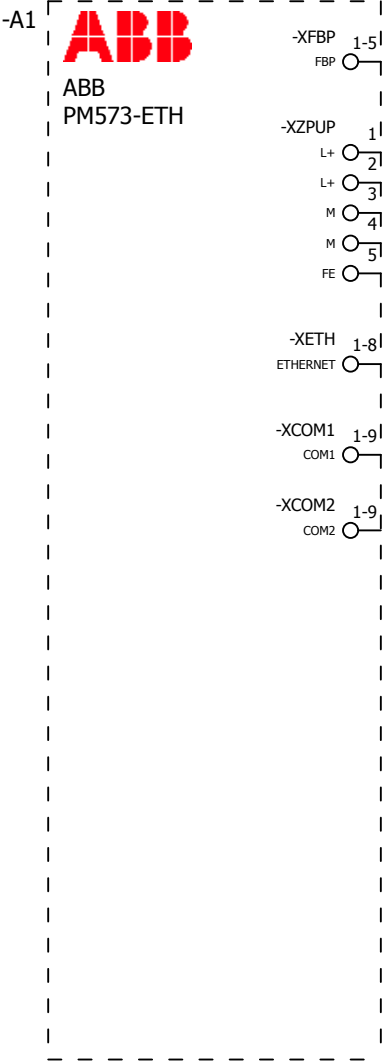 -A1
ABB
ABB
PM573-ETH
-XFBP 1-5
FBP
-XZPUP 1
L+
2
L+
3
M
4
M
5
FE
-XETH 1-8
ETHERNET
-XCOM1 1-9
COM1
-XCOM2 1-9
COM2